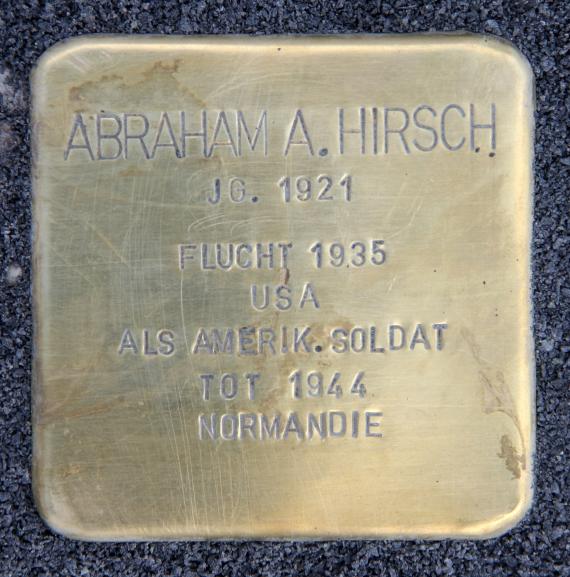 ABRAHAM A. HIRSCH
JG. 1921
FLUCHT 1935
USA
ALS AMERIK. SOLDAT
TOT 1944
NORMANDIE